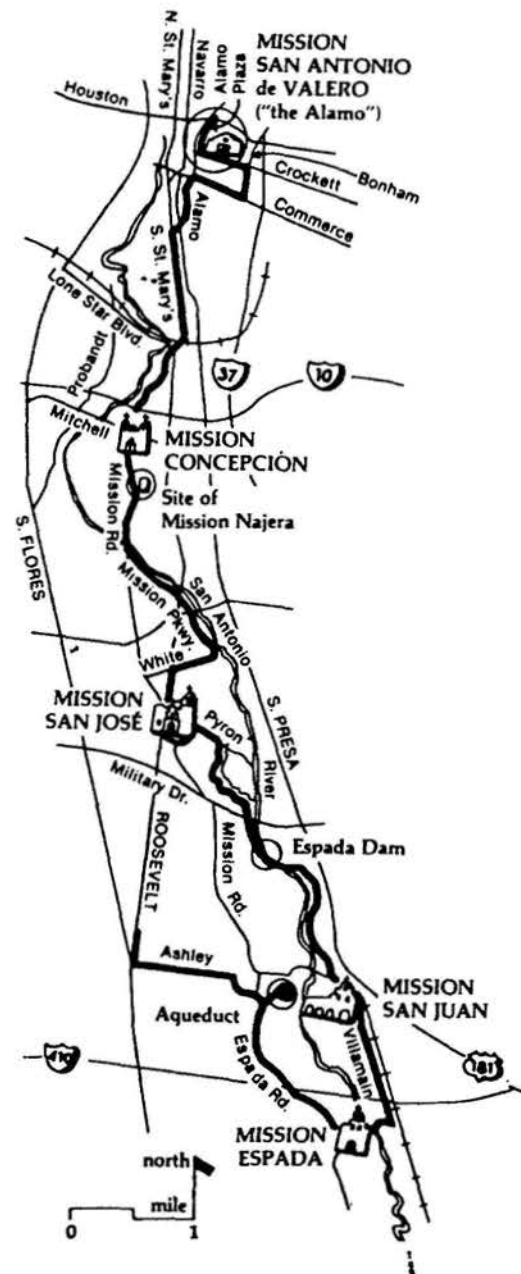 MISSION
SAN ANTONIO
de VALERO
("the Alamo")
N. St. Mary's
Navarro
Alamo
Plaza
Houston
Bonham
Crockett
Commerce
Alamo
S. St. Mary's
Lone Star Blvd.
Probandt
37
10
Mitchell
MISSION
CONCEPCIÓN
Site of
Mission Najera
Mission Rd.
S. FLORES
Mission Pkwy.
San Antonio
River
White
MISSION
SAN JOSÉ
Pyron
S. PRESA
Military Dr.
ROOSEVELT
Mission Rd.
Espada Dam
Ashley
Aqueduct
MISSION
SAN JUAN
Villamain
410
181
Espada Rd.
MISSION
ESPADA
north
mile
0 1